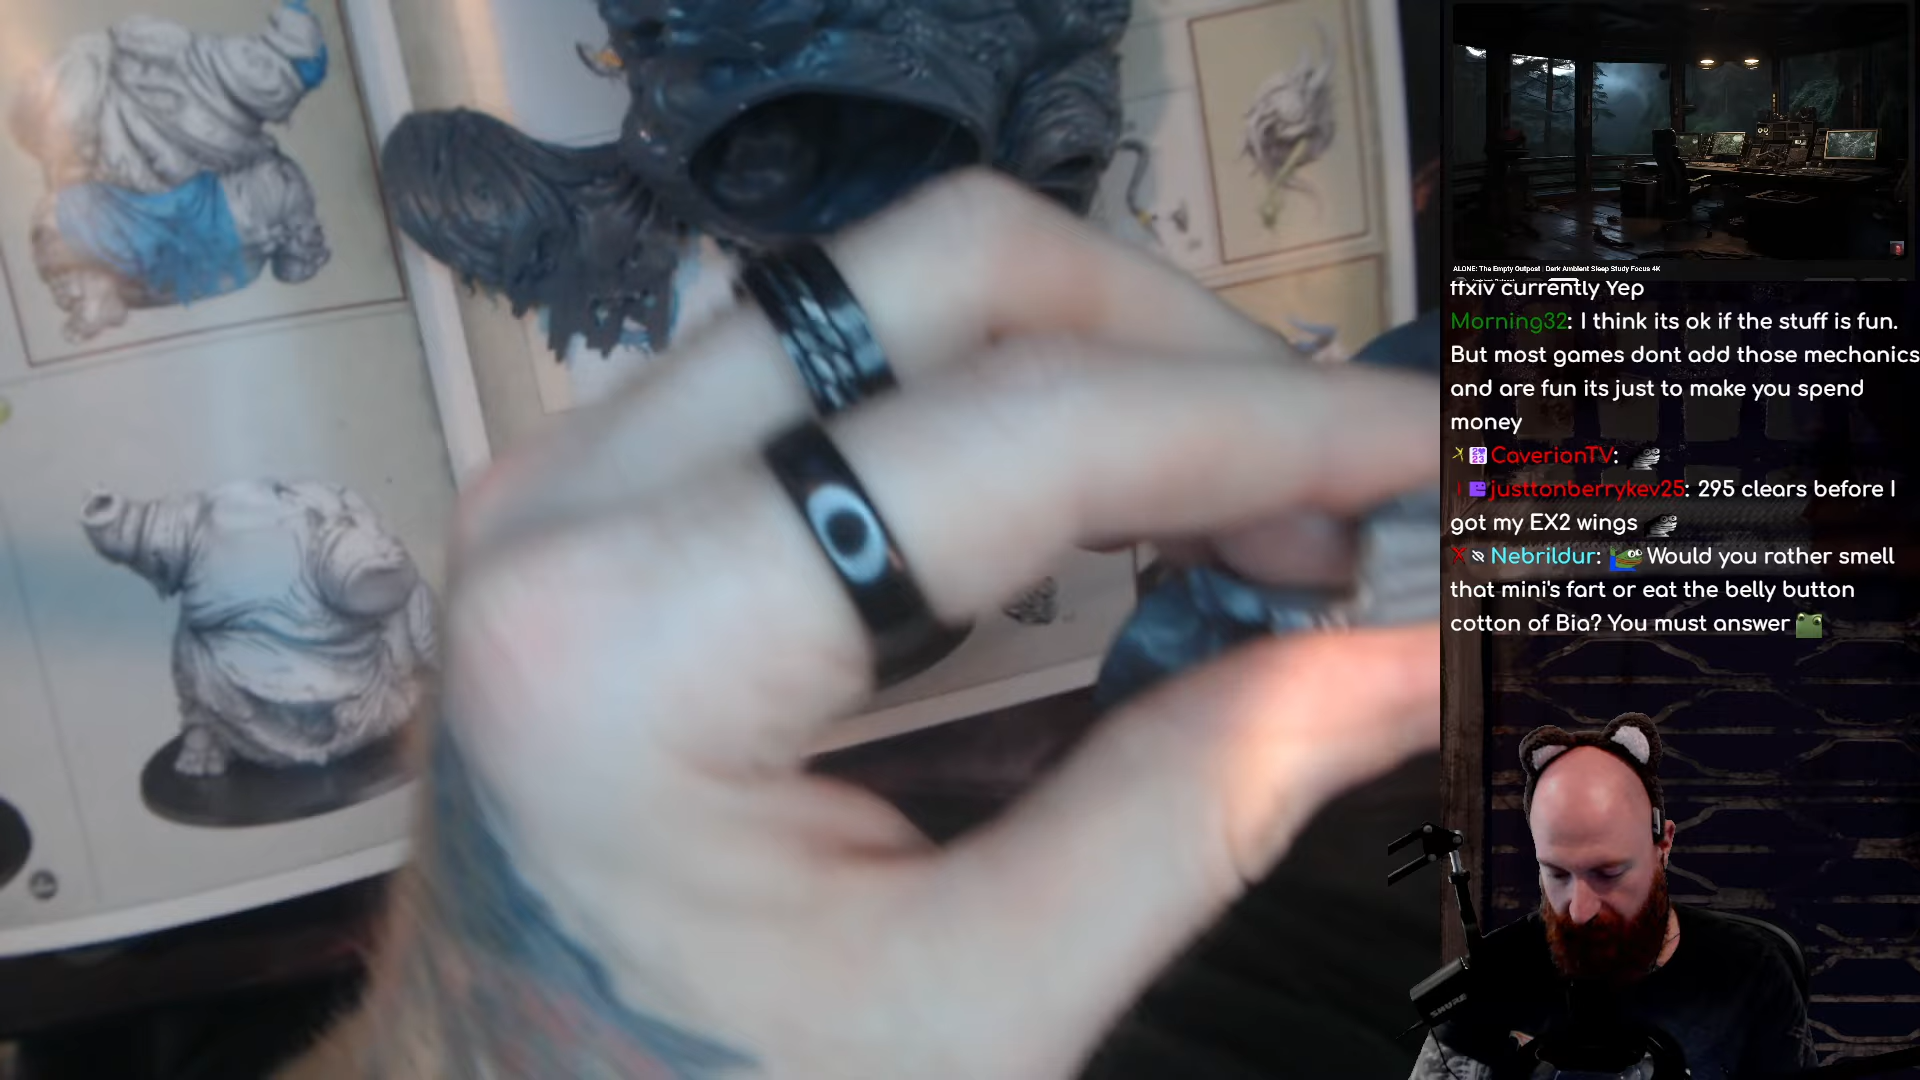 ALONE: The Empty Outpost | Dark Ambient Sleep Study Focus 4K
ffxiv currently Yep
Morning32: I think its ok if the stuff is fun.
But most games dont add those mechanics
and are fun its just to make you spend
money
CaverionTV:
justtonberrykev25: 295 clears before I
got my EX2 wings
Nebrildur: Would you rather smell
that mini's fart or eat the belly button
cotton of Bia? You must answer
SHURE